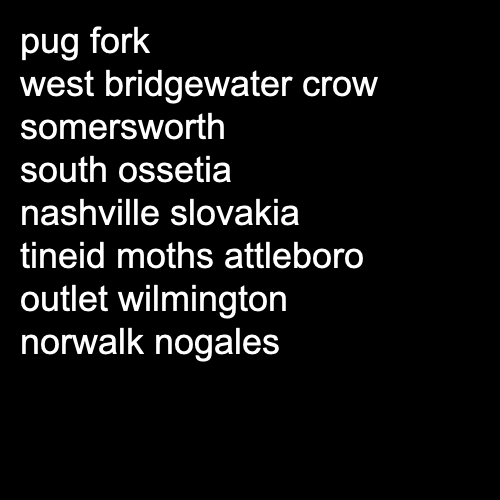 pug fork
west bridgewater crow
somersworth
south ossetia
nashville slovakia
tineid moths attleboro
outlet wilmington
norwalk nogales